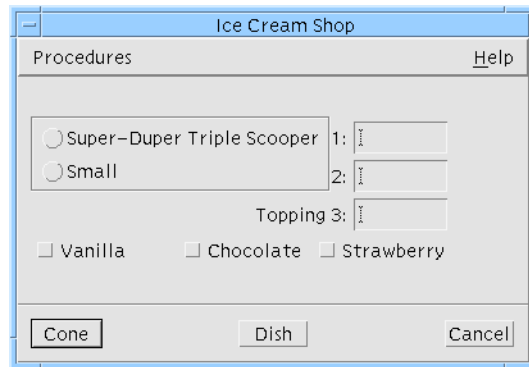 Ice Cream Shop
Procedures Help
Super-Duper Triple Scooper 1:
Small
2:
Topping 3:
Vanilla Chocolate Strawberry
Cone Dish Cancel